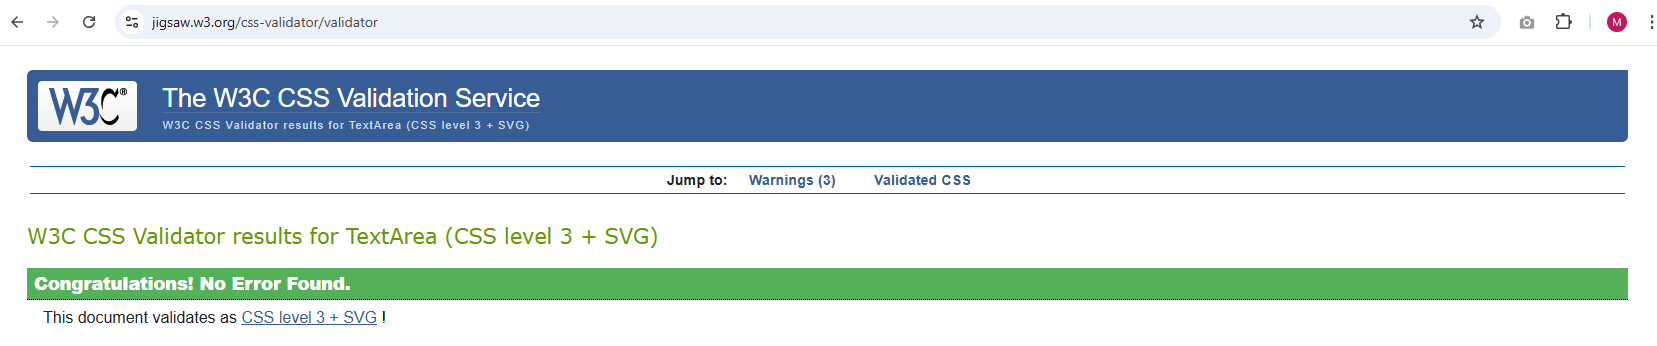 jigsaw.w3.org/css-validator/validator
M
W3C®
The W3C CSS Validation Service
W3C CSS Validator results for TextArea (CSS level 3 + SVG)
Jump to: Warnings (3) Validated CSS
W3C CSS Validator results for TextArea (CSS level 3 + SVG)
Congratulations! No Error Found.
This document validates as CSS level 3 + SVG !